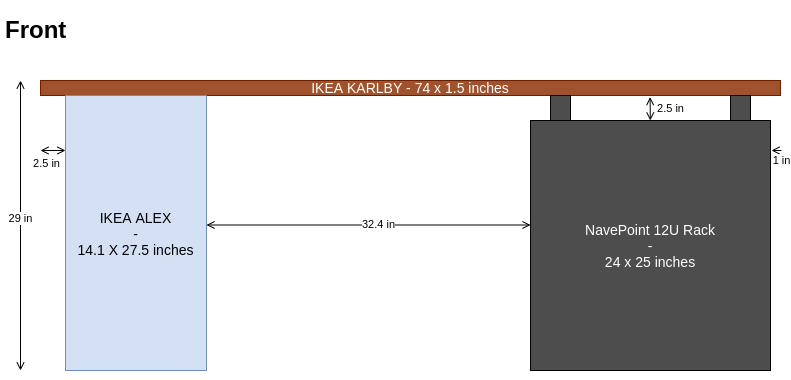 Front
IKEA KARLBY - 74 x 1.5 inches
2.5 in
2.5 in
1 in
29 in
IKEA ALEX
-
14.1 X 27.5 inches
32.4 in
NavePoint 12U Rack
-
24 x 25 inches